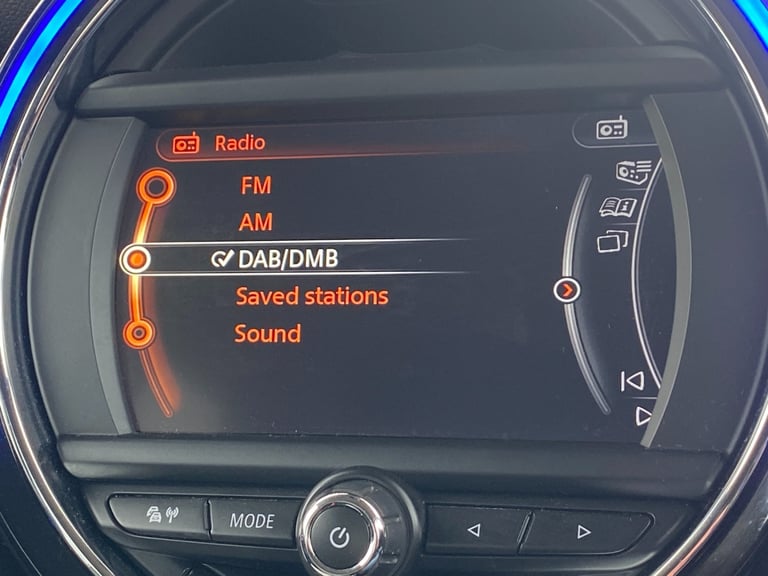 Radio
FM
AM
DAB/DMB
Saved stations
Sound
MODE